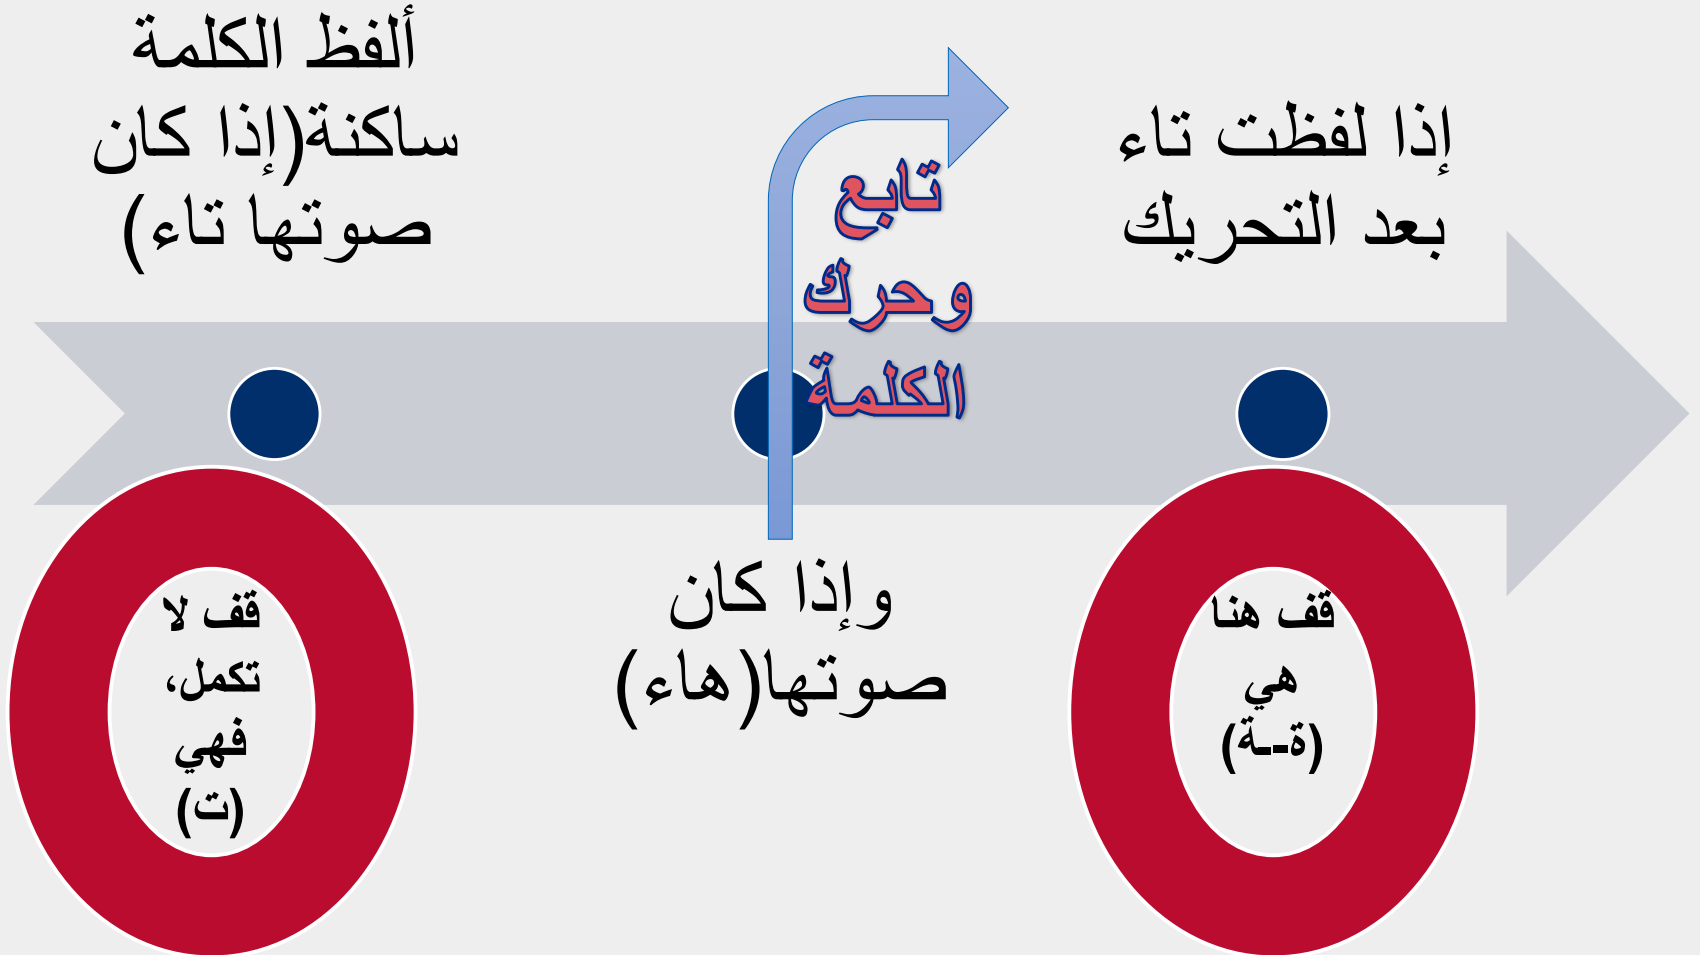 ألفظ الكلمة
ساكنة(إذا كان
صوتها تاء)
قف لا
تكمل،
فهي
(ت)
وإذا كان
صوتها(هاء)
تابع
وحرك
الكلمة
إذا لفظت تاء
بعد التحريك
قف هنا
هي
(ة--ـة)